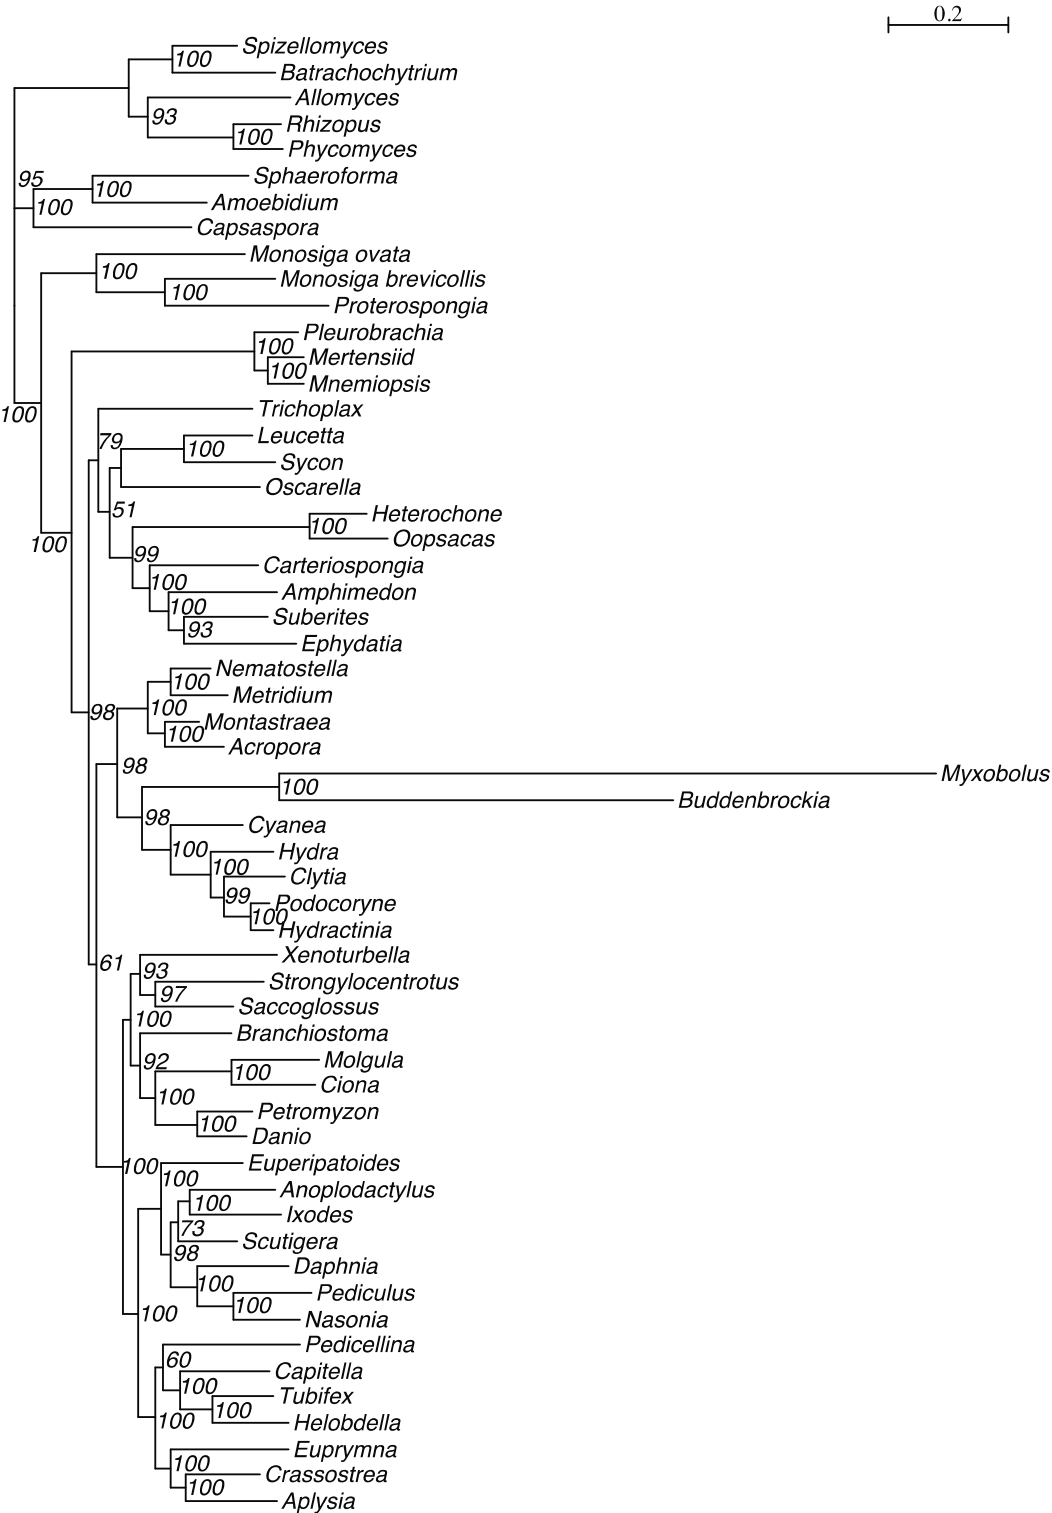 0.2
Spizellomyces
100
Batrachochytrium
Allomyces
93
Rhizopus
100
Phycomyces
Sphaeroforma
95
100
Amoebidium
100
Capsaspora
Monosiga ovata
100
Monosiga brevicollis
100
Proterospongia
Pleurobrachia
100
Mertensiid
100
Mnemiopsis
Trichoplax
100
Leucetta
79
100
Sycon
Oscarella
51
Heterochone
100
Oopsacas
100
99
Carteriospongia
100
Amphimedon
100
Suberites
93
Ephydatia
Nematostella
100
Metridium
100
98
Montastraea
100
Acropora
98
Myxobolus
100
Buddenbrockia
98
Cyanea
100
Hydra
100
Clytia
99
Podocoryne
100
Hydractinia
Xenoturbella
61
93
Strongylocentrotus
97
Saccoglossus
100
Branchiostoma
92
Molgula
100
Ciona
100
Petromyzon
100
Danio
100
Euperipatoides
100
Anoplodactylus
100
Ixodes
73
Scutigera
98
Daphnia
100
Pediculus
100
Nasonia
100
Pedicellina
60
Capitella
100
Tubifex
100
Helobdella
100
Euprymna
100
Crassostrea
100
Aplysia